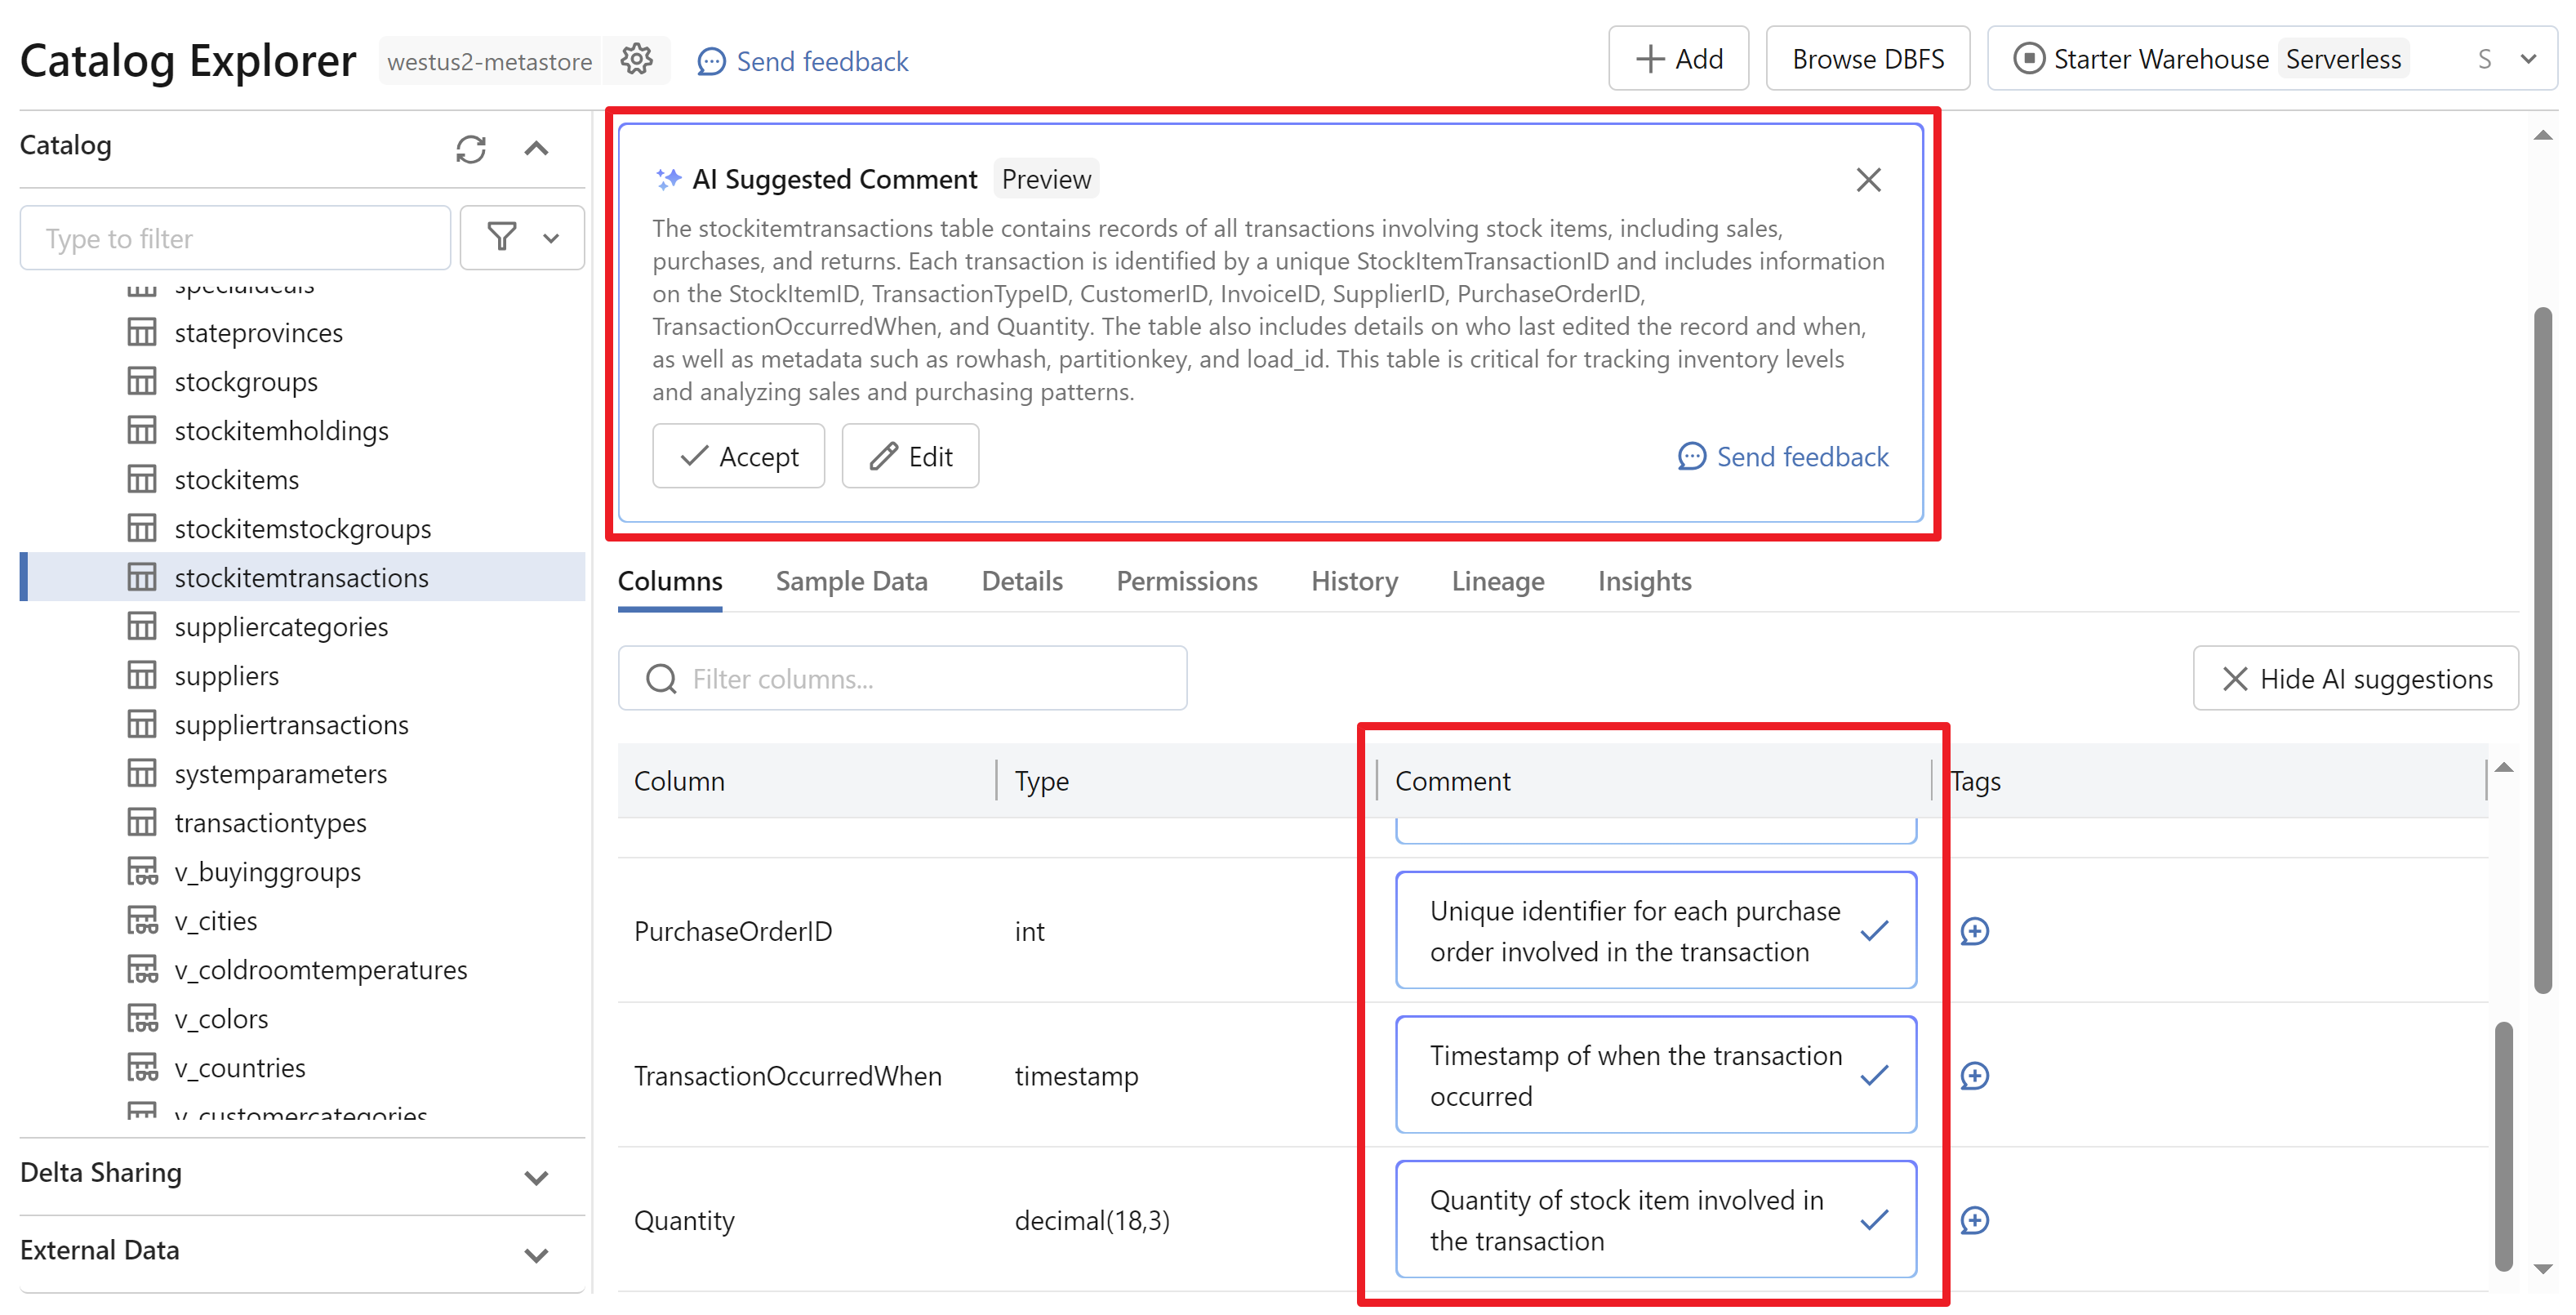 Catalog Explorer
westus2-metastore
Send feedback
Add
Browse DBFS
Starter Warehouse
Serverless
S
Catalog
Type to filter
specialdeals
stateprovinces
stockgroups
stockitemholdings
stockitems
stockitemstockgroups
stockitemtransactions
suppliercategories
suppliers
suppliertransactions
systemparameters
transactiontypes
v_buyinggroups
v_cities
v_coldroomtemperatures
v_colors
v_countries
v_customercategories
Delta Sharing
External Data
AI Suggested Comment
Preview
The stockitemtransactions table contains records of all transactions involving stock items, including sales,
purchases, and returns. Each transaction is identified by a unique StockItemTransactionID and includes information
on the StockItemID, TransactionTypeID, CustomerID, InvoiceID, SupplierID, PurchaseOrderID,
TransactionOccurredWhen, and Quantity. The table also includes details on who last edited the record and when,
as well as metadata such as rowhash, partitionkey, and load_id. This table is critical for tracking inventory levels
and analyzing sales and purchasing patterns.
Accept
Edit
Send feedback
Columns
Sample Data
Details
Permissions
History
Lineage
Insights
Filter columns...
Hide AI suggestions
Column
Type
Comment
Tags
PurchaseOrderID
int
Unique identifier for each purchase
order involved in the transaction
TransactionOccurredWhen
timestamp
Timestamp of when the transaction
occurred
Quantity
decimal(18,3)
Quantity of stock item involved in
the transaction